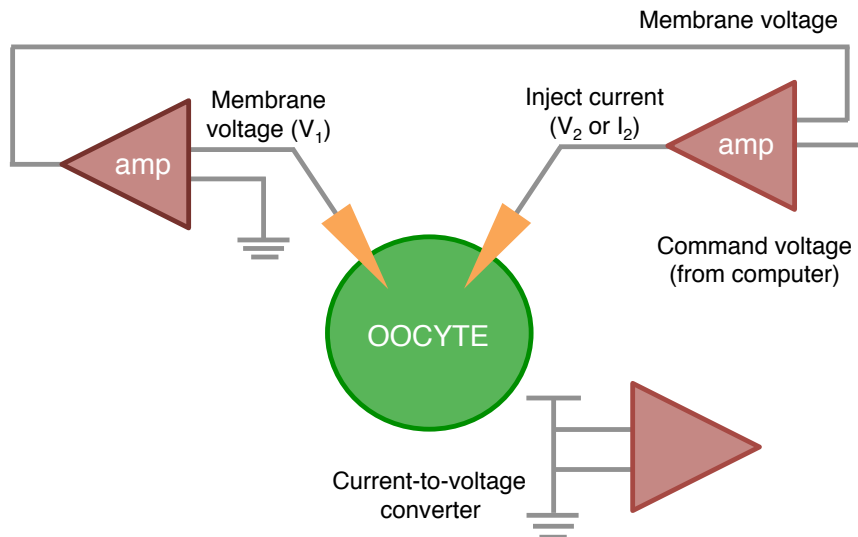 Membrane voltage
Membrane
voltage (V₁)
Inject current
(V₂ or I₂)
amp
amp
Command voltage
(from computer)
OOCYTE
Current-to-voltage
converter